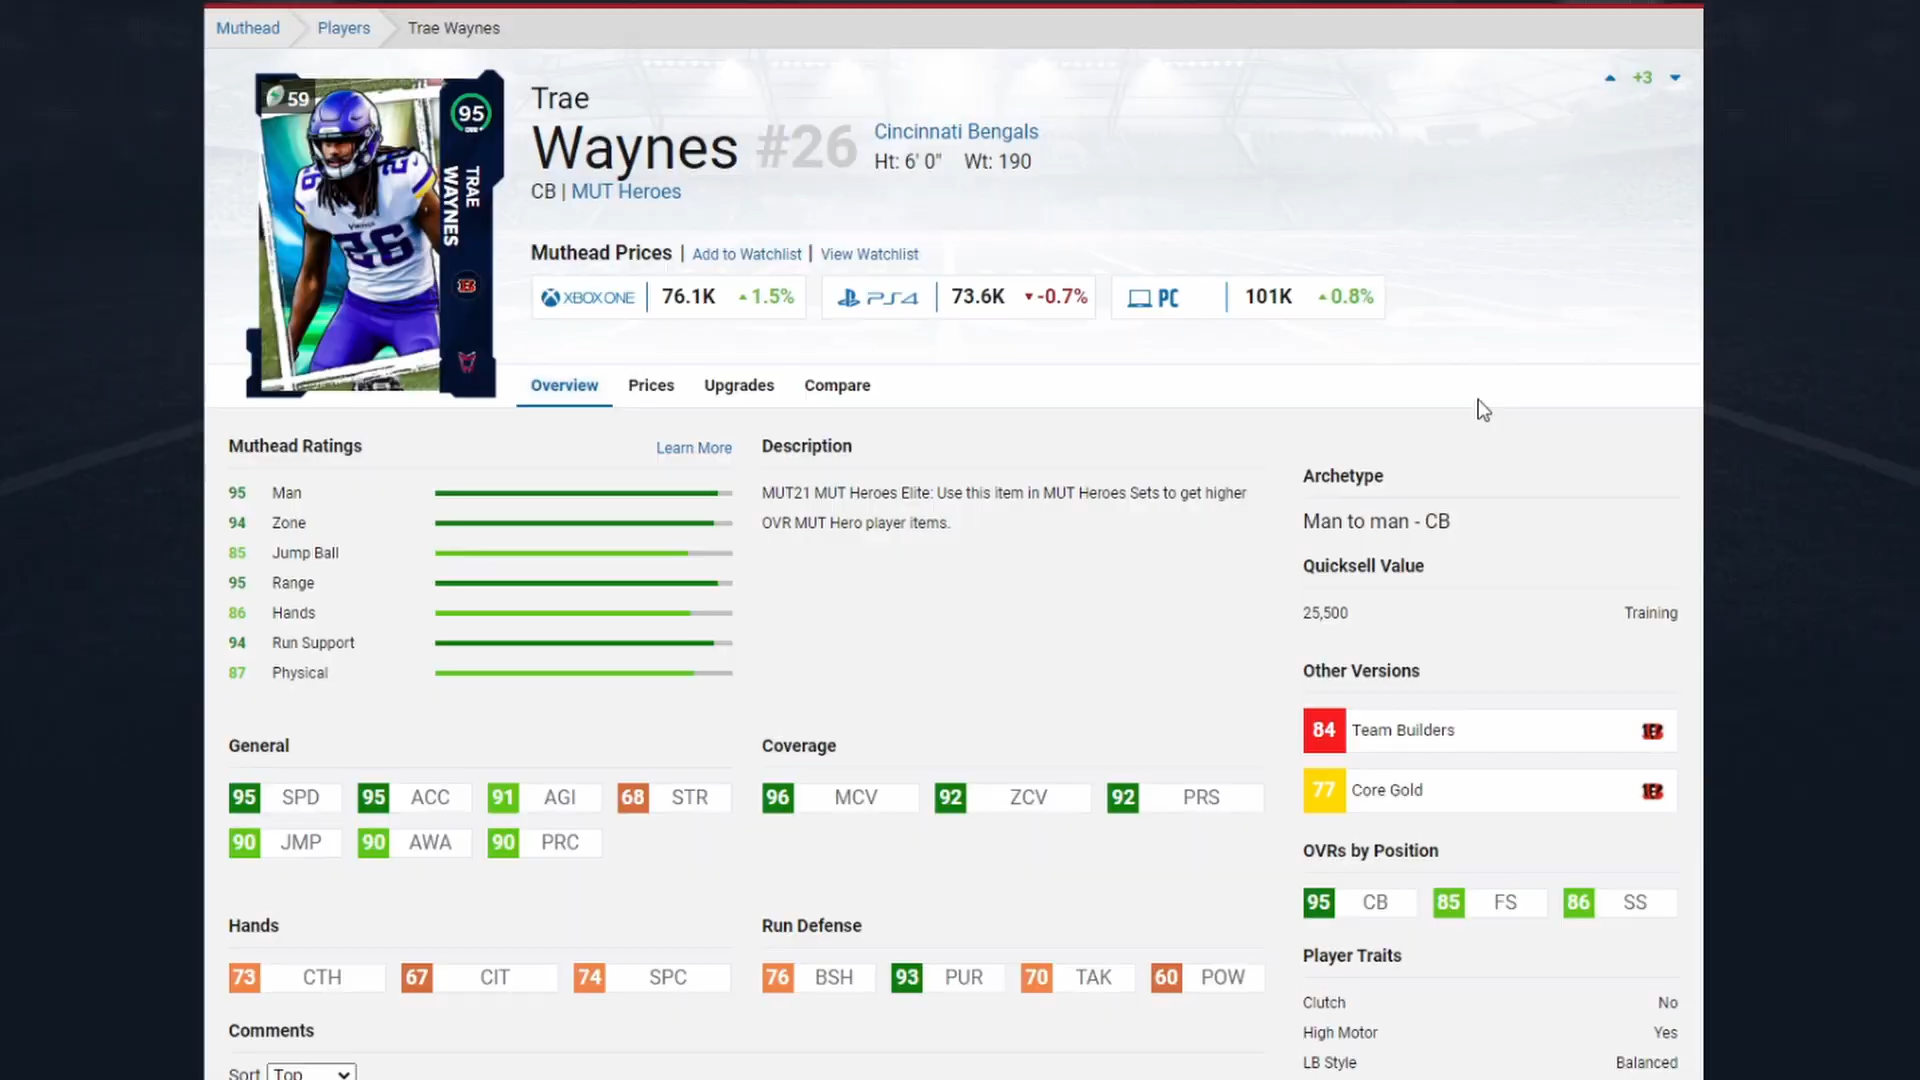 Muthead
Players
Trae Waynes
59
95
OVR
TRAE
WAYNES
26
Trae
Waynes #26
Cincinnati Bengals
Ht: 6' 0" Wt: 190
CB | MUT Heroes
+3
Muthead Prices | Add to Watchlist | View Watchlist
XBOX ONE 76.1K 1.5%
PS4 73.6K -0.7%
PC 101K 0.8%
Overview Prices Upgrades Compare
Muthead Ratings Learn More
95 Man
94 Zone
85 Jump Ball
95 Range
86 Hands
94 Run Support
87 Physical
Description
MUT21 MUT Heroes Elite: Use this item in MUT Heroes Sets to get higher
OVR MUT Hero player items.
Archetype
Man to man - CB
Quicksell Value
25,500 Training
Other Versions
84 Team Builders
77 Core Gold
General
95 SPD 95 ACC 91 AGI 68 STR
90 JMP 90 AWA 90 PRC
Coverage
96 MCV 92 ZCV 92 PRS
OVRs by Position
95 CB 85 FS 86 SS
Hands
73 CTH 67 CIT 74 SPC
Run Defense
76 BSH 93 PUR 70 TAK 60 POW
Player Traits
Clutch No
High Motor Yes
LB Style Balanced
Comments
Sort Top